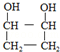 OH OH
CH — CH
CH₂ — CH₂